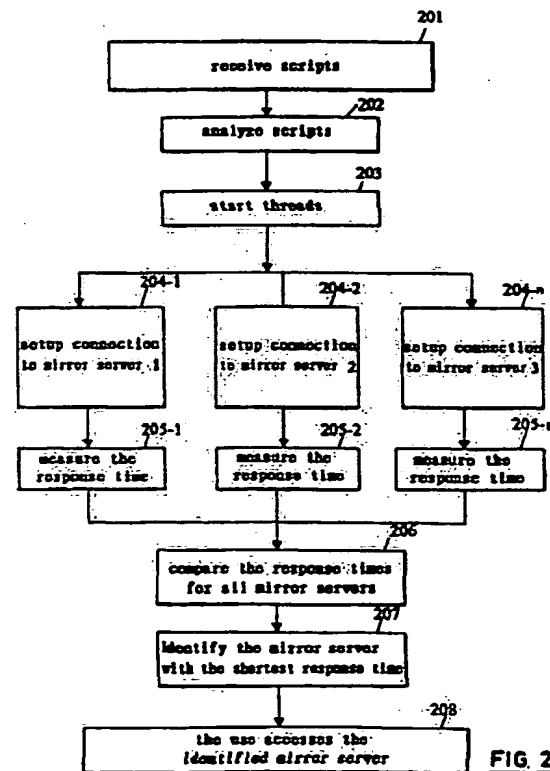 201
receive scripts
202
analyze scripts
203
start threads
204-1
204-2
204-n
setup connection
to mirror server 1
setup connection
to mirror server 2
setup connection
to mirror server 3
205-1
205-2
205-n
measure the
response time
measure the
response time
measure the
response time
206
compare the response times
for all mirror servers
207
identify the mirror server
with the shortest response time
208
the use accesses the
identified mirror server
FIG. 2